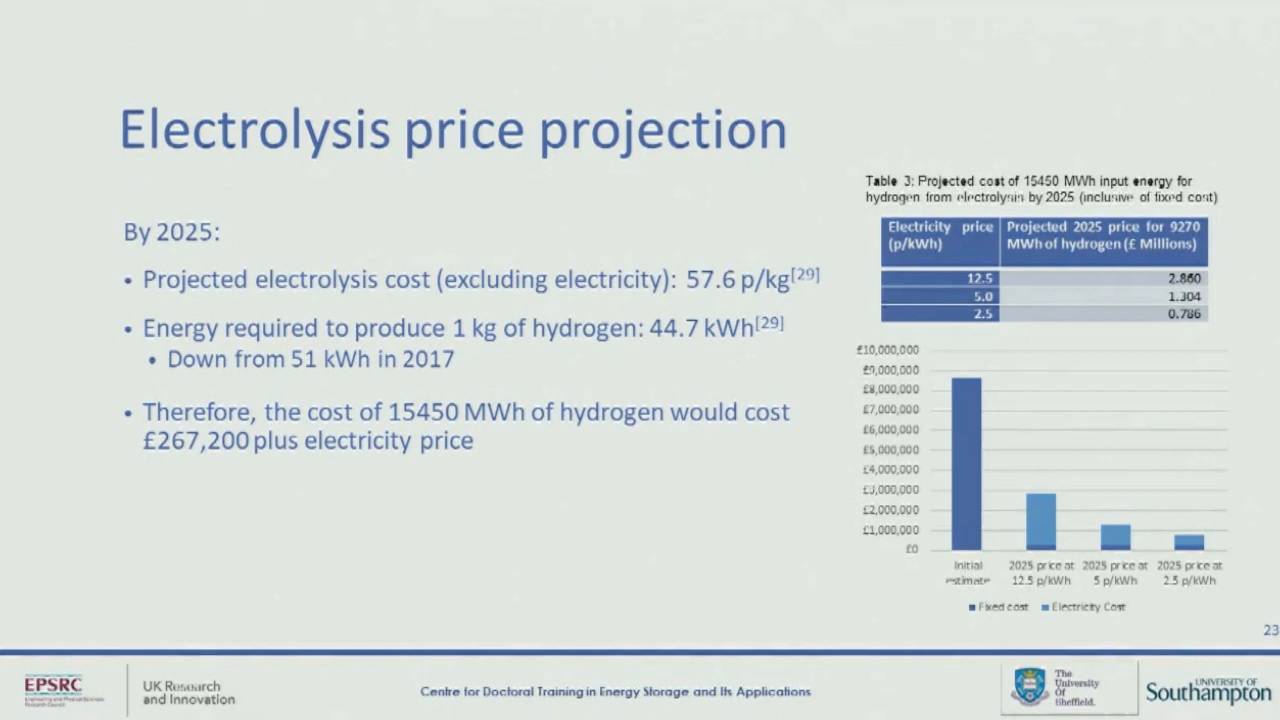 Electrolysis price projection
By 2025:
• Projected electrolysis cost (excluding electricity): 57.6 p/kg[29]
• Energy required to produce 1 kg of hydrogen: 44.7 kWh[29]
• Down from 51 kWh in 2017
• Therefore, the cost of 15450 MWh of hydrogen would cost
£267,200 plus electricity price
Table 3: Projected cost of 15450 MWh input energy for
hydrogen from electrolysis by 2025 (inclusive of fixed cost)
Electricity price (p/kWh) Projected 2025 price for 9270 MWh of hydrogen (£ Millions)
12.5 2.860
5.0 1.304
2.5 0.786
£10,000,000
£9,000,000
£8,000,000
£7,000,000
£6,000,000
£5,000,000
£4,000,000
£3,000,000
£2,000,000
£1,000,000
£0
Initial estimate
2025 price at 12.5 p/kWh
2025 price at 5 p/kWh
2025 price at 2.5 p/kWh
Fixed cost Electricity Cost
23
EPSRC
Engineering and Physical Sciences
Research Council
UK Research
and Innovation
Centre for Doctoral Training in Energy Storage and Its Applications
The
University
Of
Sheffield.
UNIVERSITY OF
Southampton